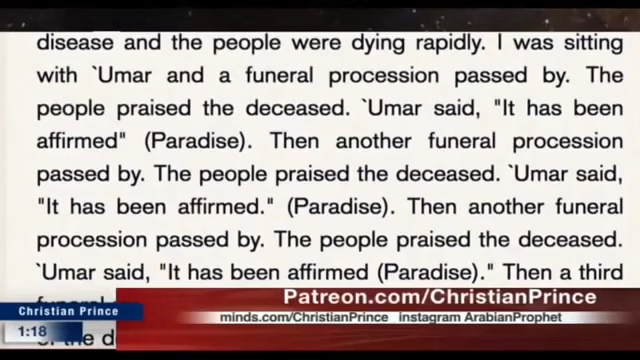 disease and the people were dying rapidly. I was sitting
with `Umar and a funeral procession passed by. The
people praised the deceased. `Umar said, "It has been
affirmed" (Paradise). Then another funeral procession
passed by. The people praised the deceased. `Umar said,
"It has been affirmed." (Paradise). Then another funeral
procession passed by. The people praised the deceased.
`Umar said, "It has been affirmed (Paradise)." Then a third
Patreon.com/ChristianPrince
Christian Prince
minds.com/ChristianPrince instagram ArabianProphet
1:18